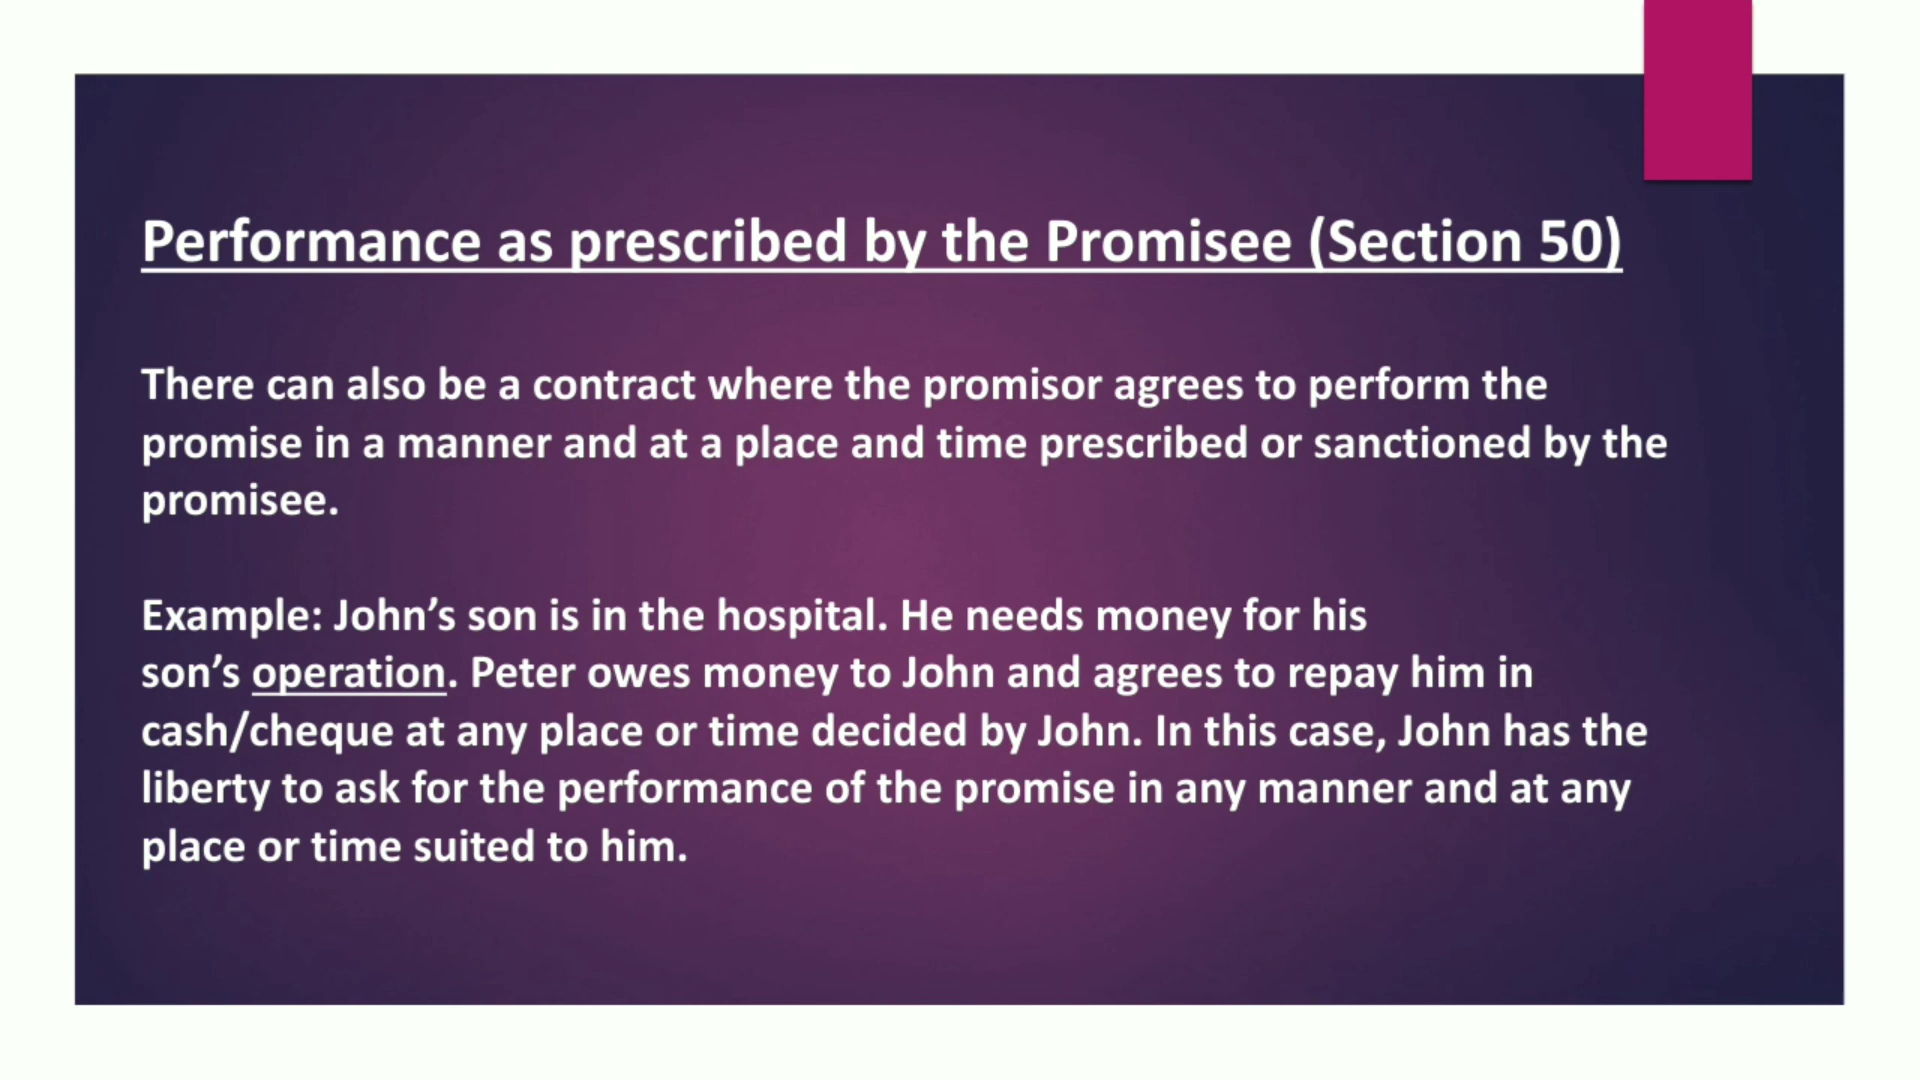 Performance as prescribed by the Promisee (Section 50)
There can also be a contract where the promisor agrees to perform the
promise in a manner and at a place and time prescribed or sanctioned by the
promisee.
Example: John’s son is in the hospital. He needs money for his
son’s operation. Peter owes money to John and agrees to repay him in
cash/cheque at any place or time decided by John. In this case, John has the
liberty to ask for the performance of the promise in any manner and at any
place or time suited to him.